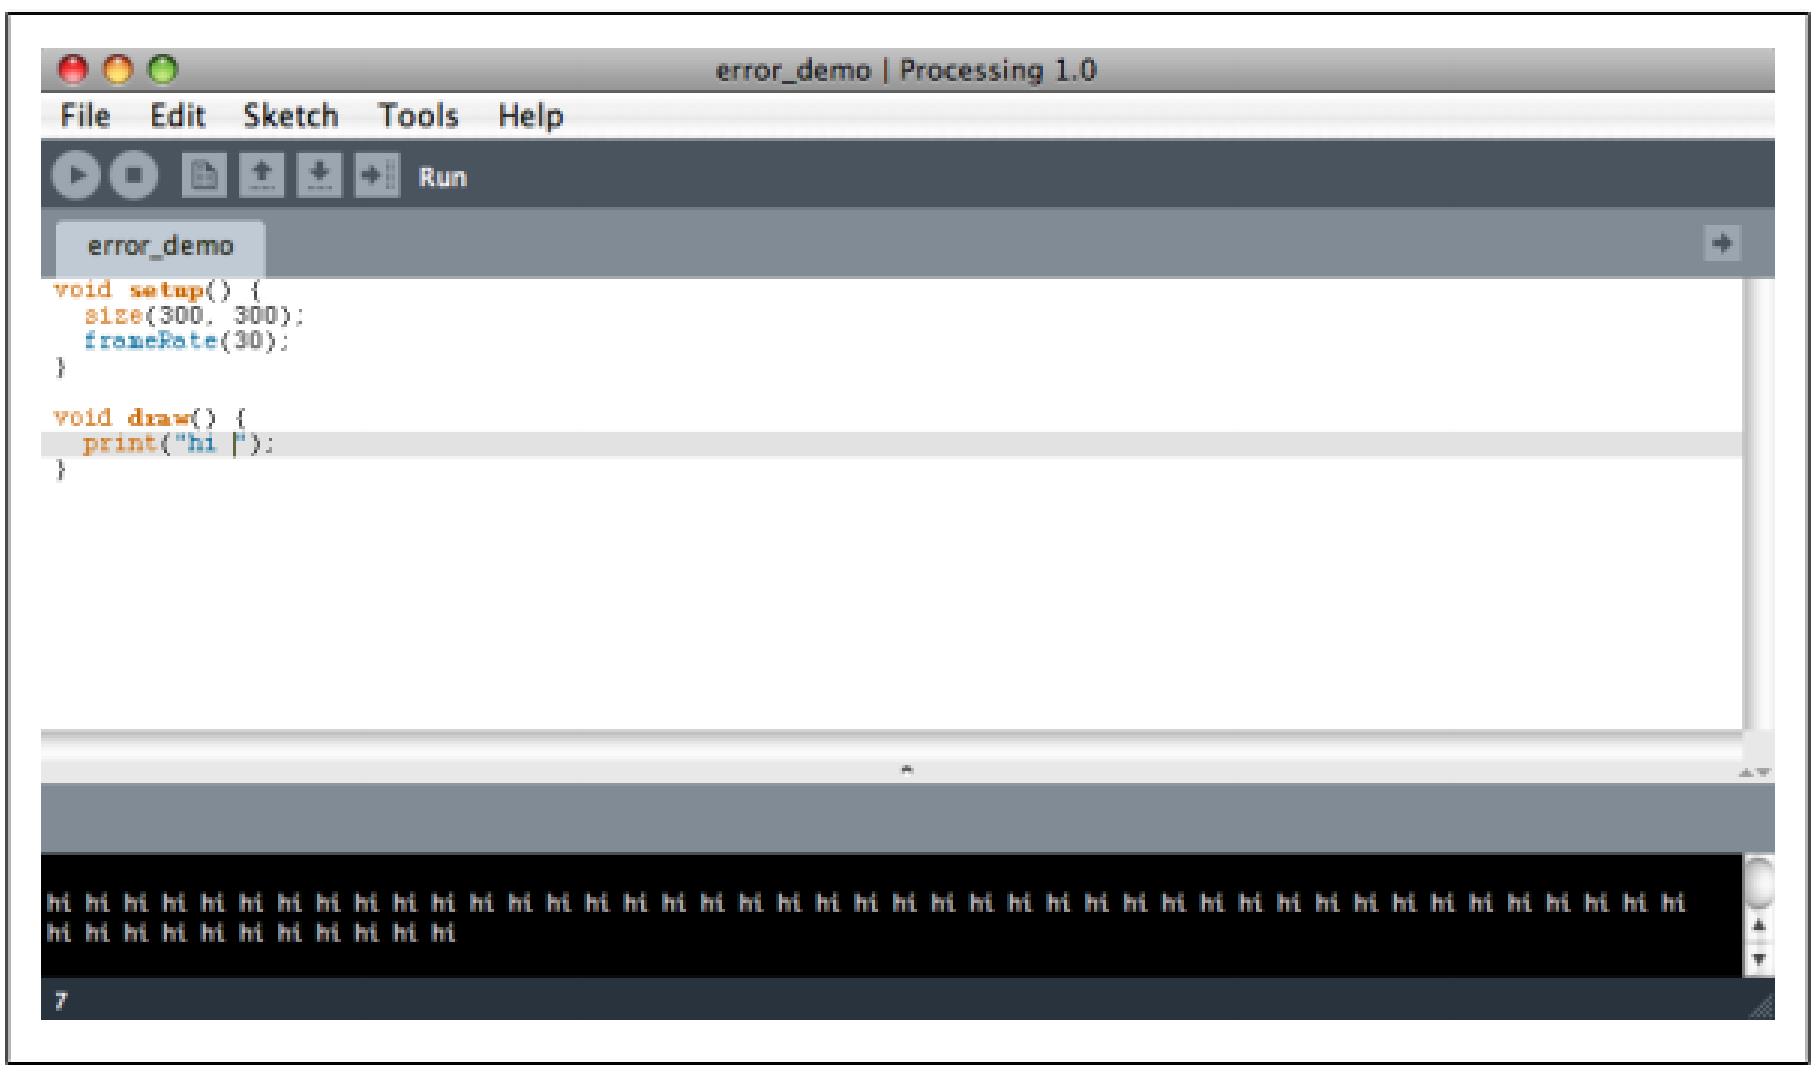 error_demo | Processing 1.0
File Edit Sketch Tools Help
Run
error_demo
void setup() {
  size(300, 300);
  frameRate(30);
}
void draw() {
  print("hi ");
}
hi hi hi hi hi hi hi hi hi hi hi hi hi hi hi hi hi hi hi hi hi hi hi hi hi hi hi hi hi hi hi hi hi hi hi hi hi hi hi hi hi hi hi
hi hi hi hi hi hi hi hi hi hi hi
7